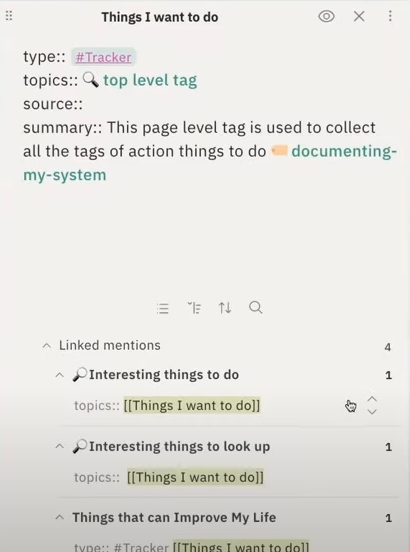 Things I want to do
type:: #Tracker
topics:: 🔍 top level tag
source::
summary:: This page level tag is used to collect
all the tags of action things to do 🏷️ documenting-
my-system
Linked mentions 4
🔎Interesting things to do 1
topics:: [[Things I want to do]]
🔎Interesting things to look up 1
topics:: [[Things I want to do]]
Things that can Improve My Life 1
type:: #Tracker [[Things I want to do]]